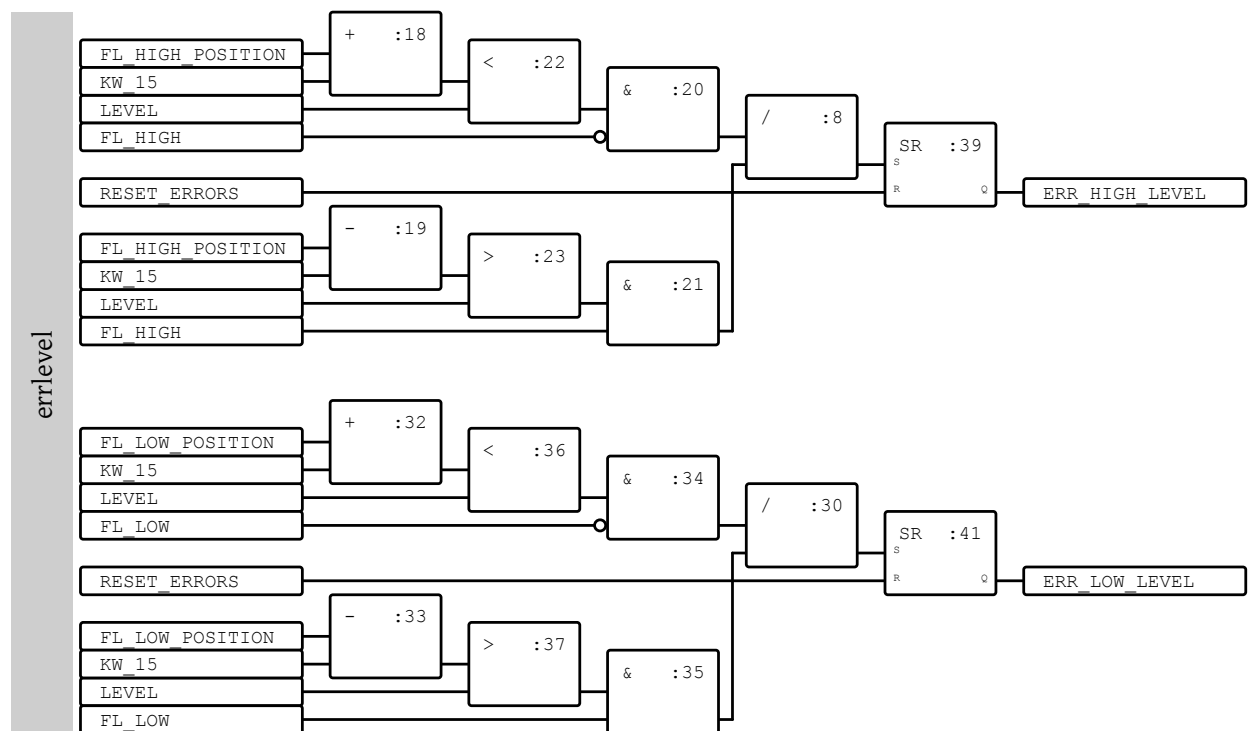 + :18
FL_HIGH_POSITION
< :22
KW_15
& :20
LEVEL
/ :8
FL_HIGH
SR :39
S
RESET_ERRORS
R Q
ERR_HIGH_LEVEL
- :19
FL_HIGH_POSITION
> :23
KW_15
& :21
LEVEL
FL_HIGH
errlevel
+ :32
FL_LOW_POSITION
< :36
KW_15
& :34
LEVEL
/ :30
FL_LOW
SR :41
S
RESET_ERRORS
R Q
ERR_LOW_LEVEL
- :33
FL_LOW_POSITION
> :37
KW_15
& :35
LEVEL
FL_LOW